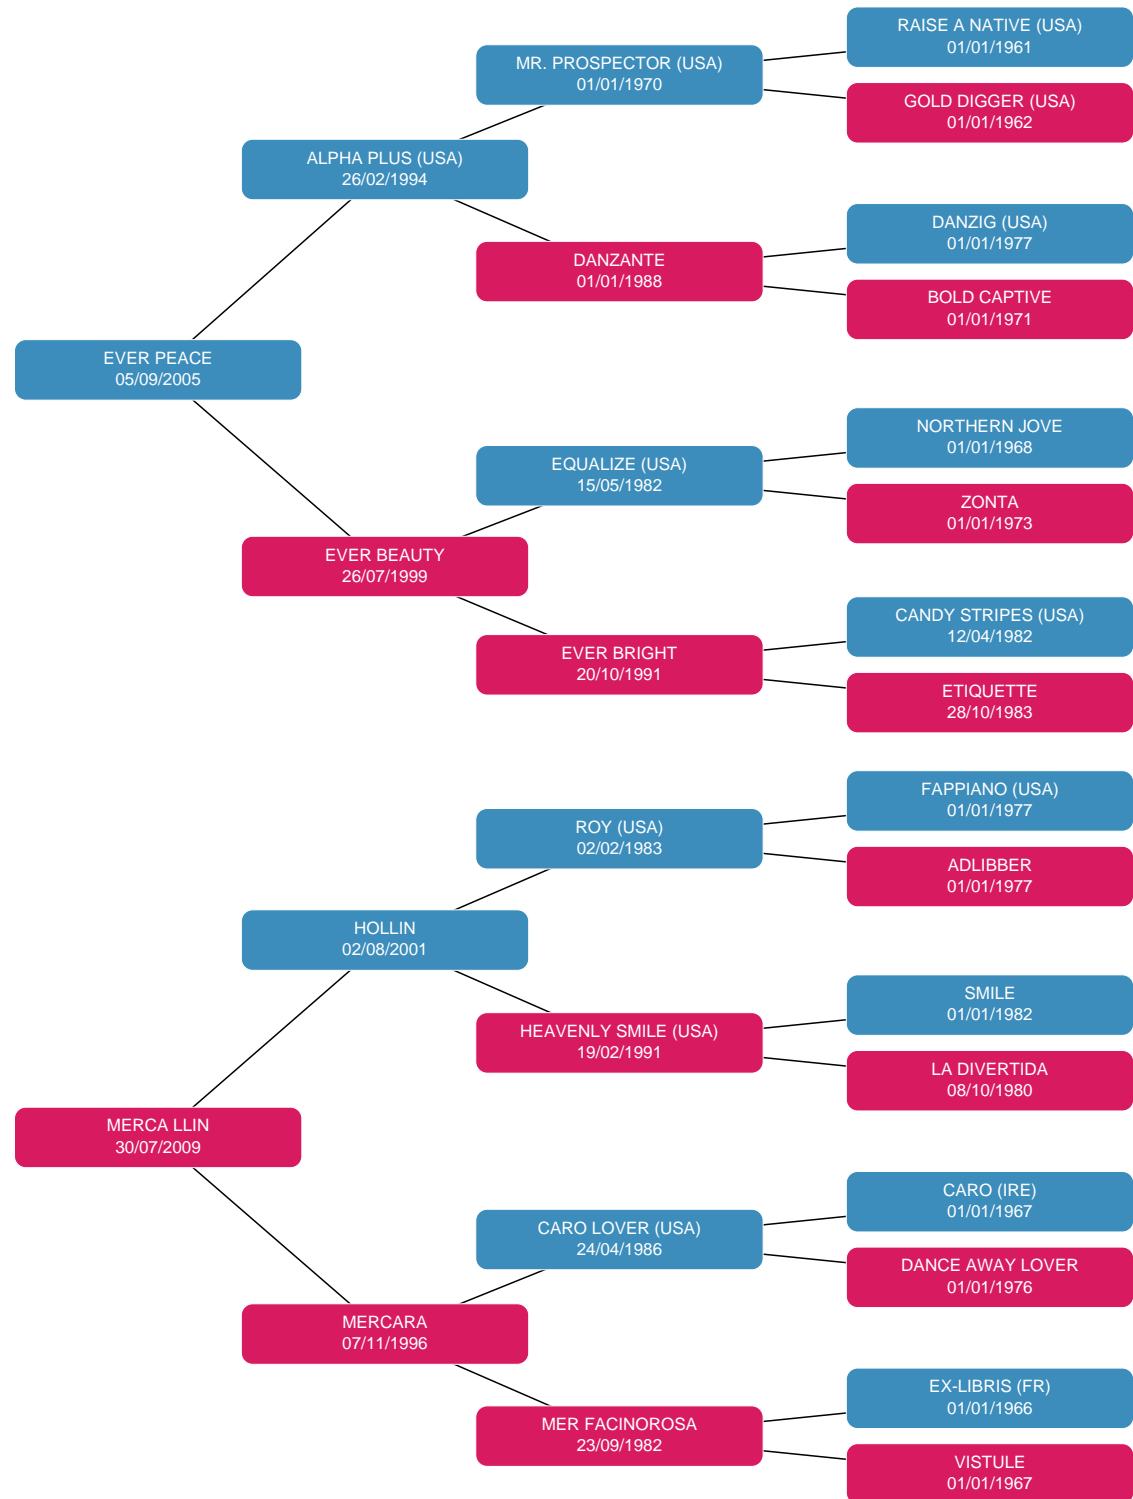 RAISE A NATIVE (USA)
01/01/1961
MR. PROSPECTOR (USA)
01/01/1970
GOLD DIGGER (USA)
01/01/1962
ALPHA PLUS (USA)
26/02/1994
DANZIG (USA)
01/01/1977
DANZANTE
01/01/1988
BOLD CAPTIVE
01/01/1971
EVER PEACE
05/09/2005
NORTHERN JOVE
01/01/1968
EQUALIZE (USA)
15/05/1982
ZONTA
01/01/1973
EVER BEAUTY
26/07/1999
CANDY STRIPES (USA)
12/04/1982
EVER BRIGHT
20/10/1991
ETIQUETTE
28/10/1983
FAPPIANO (USA)
01/01/1977
ROY (USA)
02/02/1983
ADLIBBER
01/01/1977
HOLLIN
02/08/2001
SMILE
01/01/1982
HEAVENLY SMILE (USA)
19/02/1991
LA DIVERTIDA
08/10/1980
MERCA LLIN
30/07/2009
CARO (IRE)
01/01/1967
CARO LOVER (USA)
24/04/1986
DANCE AWAY LOVER
01/01/1976
MERCARA
07/11/1996
EX-LIBRIS (FR)
01/01/1966
MER FACINOROSA
23/09/1982
VISTULE
01/01/1967